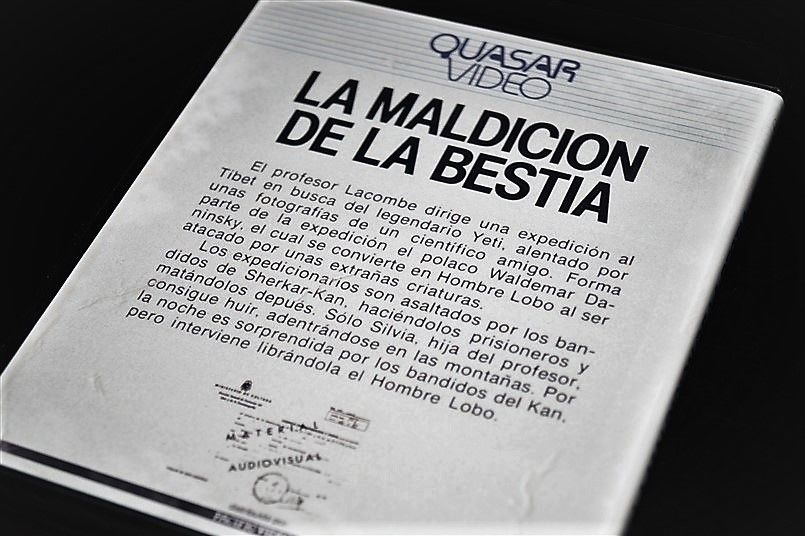 QUASAR
VIDEO
LA MALDICION
DE LA BESTIA
El profesor Lacombe dirige una expedición al
Tibet en busca del legendario Yeti, alentado por
unas fotografías de un científico amigo. Forma
parte de la expedición el polaco Waldemar Da-
ninsky, el cual se convierte en Hombre Lobo al ser
atacado por unas extrañas criaturas.
Los expedicionarios son asaltados por los ban-
didos de Sherkar-Kan, haciéndolos prisioneros y
matándolos depués. Sólo Silvia, hija del profesor,
consigue huir, adentrándose en las montañas. Por
la noche es sorprendida por los bandidos del Kan,
pero interviene librándola el Hombre Lobo.
MINISTERIO DE CULTURA
MATERIAL
AUDIOVISUAL